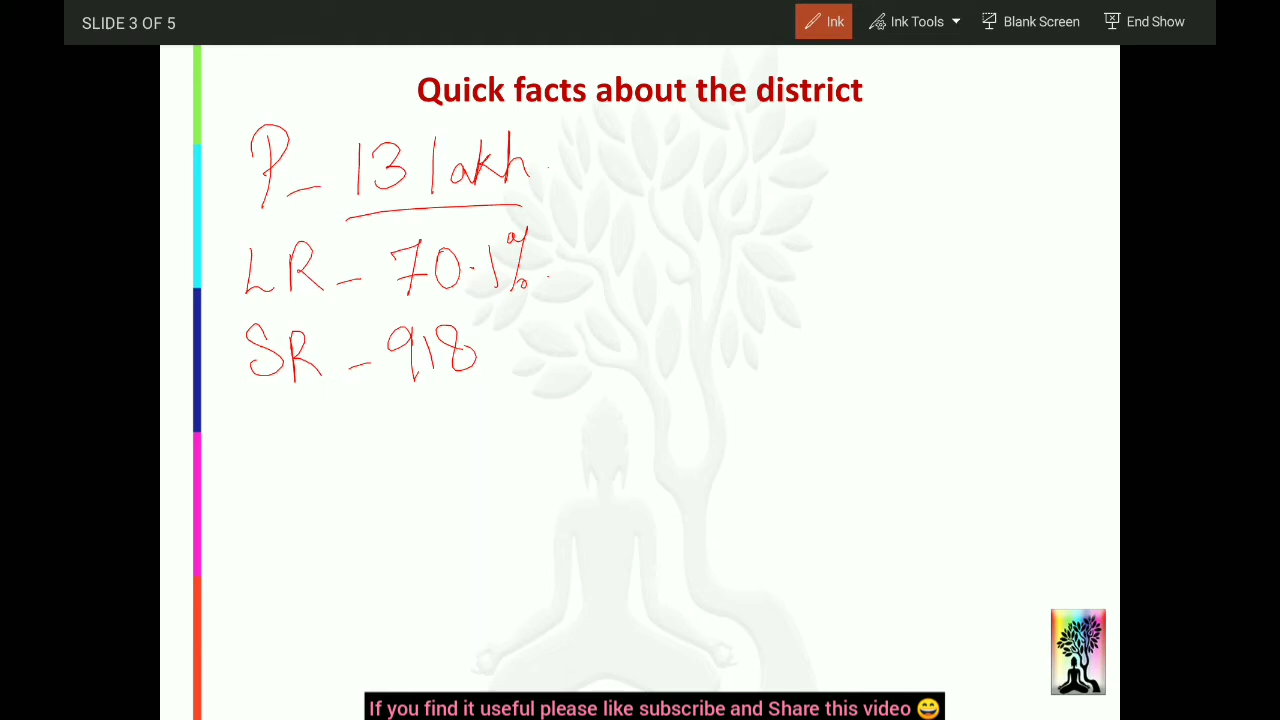 SLIDE 3 OF 5
Ink
Ink Tools
Blank Screen
End Show
Quick facts about the district
P - 13 lakh
LR - 70.1%
SR - 918
If you find it useful please like subscribe and Share this video 😄